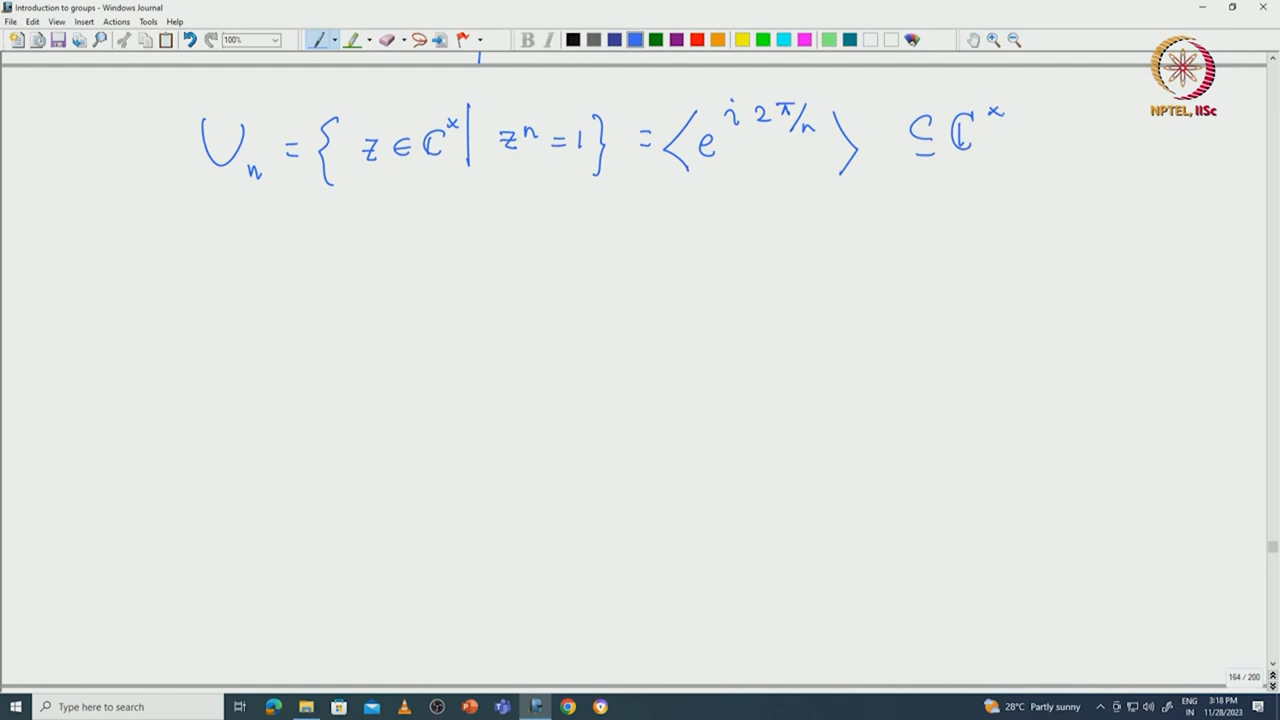 Introduction to groups - Windows Journal
File Edit View Insert Actions Tools Help
100%
NPTEL, IISc
U_n = { z ∈ ℂ^x | z^n = 1 } = ⟨ e^{i 2π/n} ⟩ ⊆ ℂ^x
164 / 200
Type here to search
28°C Partly sunny
ENG
IN
3:18 PM
11/28/2023